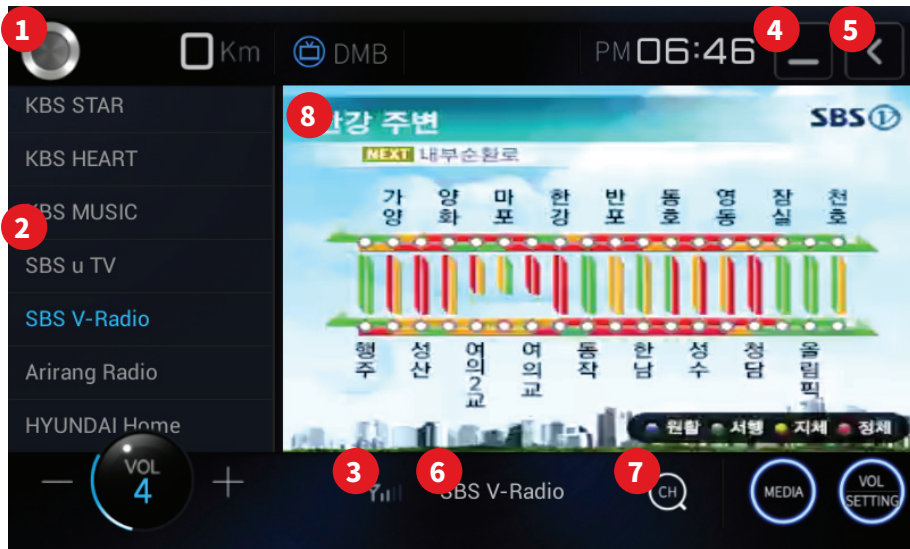 1
0 Km
DMB
PM 06:46
4
5
KBS STAR
KBS HEART
2
KBS MUSIC
SBS u TV
SBS V-Radio
Arirang Radio
HYUNDAI Home
8
한강 주변
SBS V
NEXT 내부순환로
가양 양화 마포 한강 반포 동호 영동 잠실 천호
행주 성산 여의2교 여의교 동작 한남 성수 청담 올림픽
원활 서행 지체 정체
VOL
4
3
6
SBS V-Radio
7
CH
MEDIA
VOL
SETTING